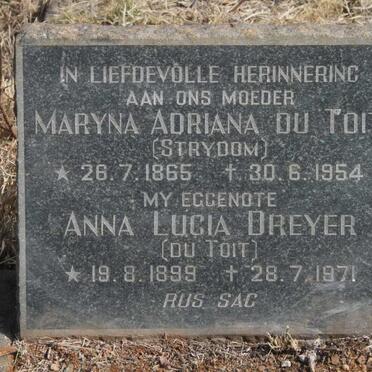 IN LIEFDEVOLLE HERINNERING
AAN ONS MOEDER
MARYNA ADRIANA DU TOIT
(STRYDOM)
★ 26.7.1865 † 30.6.1954
MY EGGENOTE
ANNA LUCIA DREYER
(DU TOIT)
★ 19.8.1899 † 28.7.1971
RUS SAG